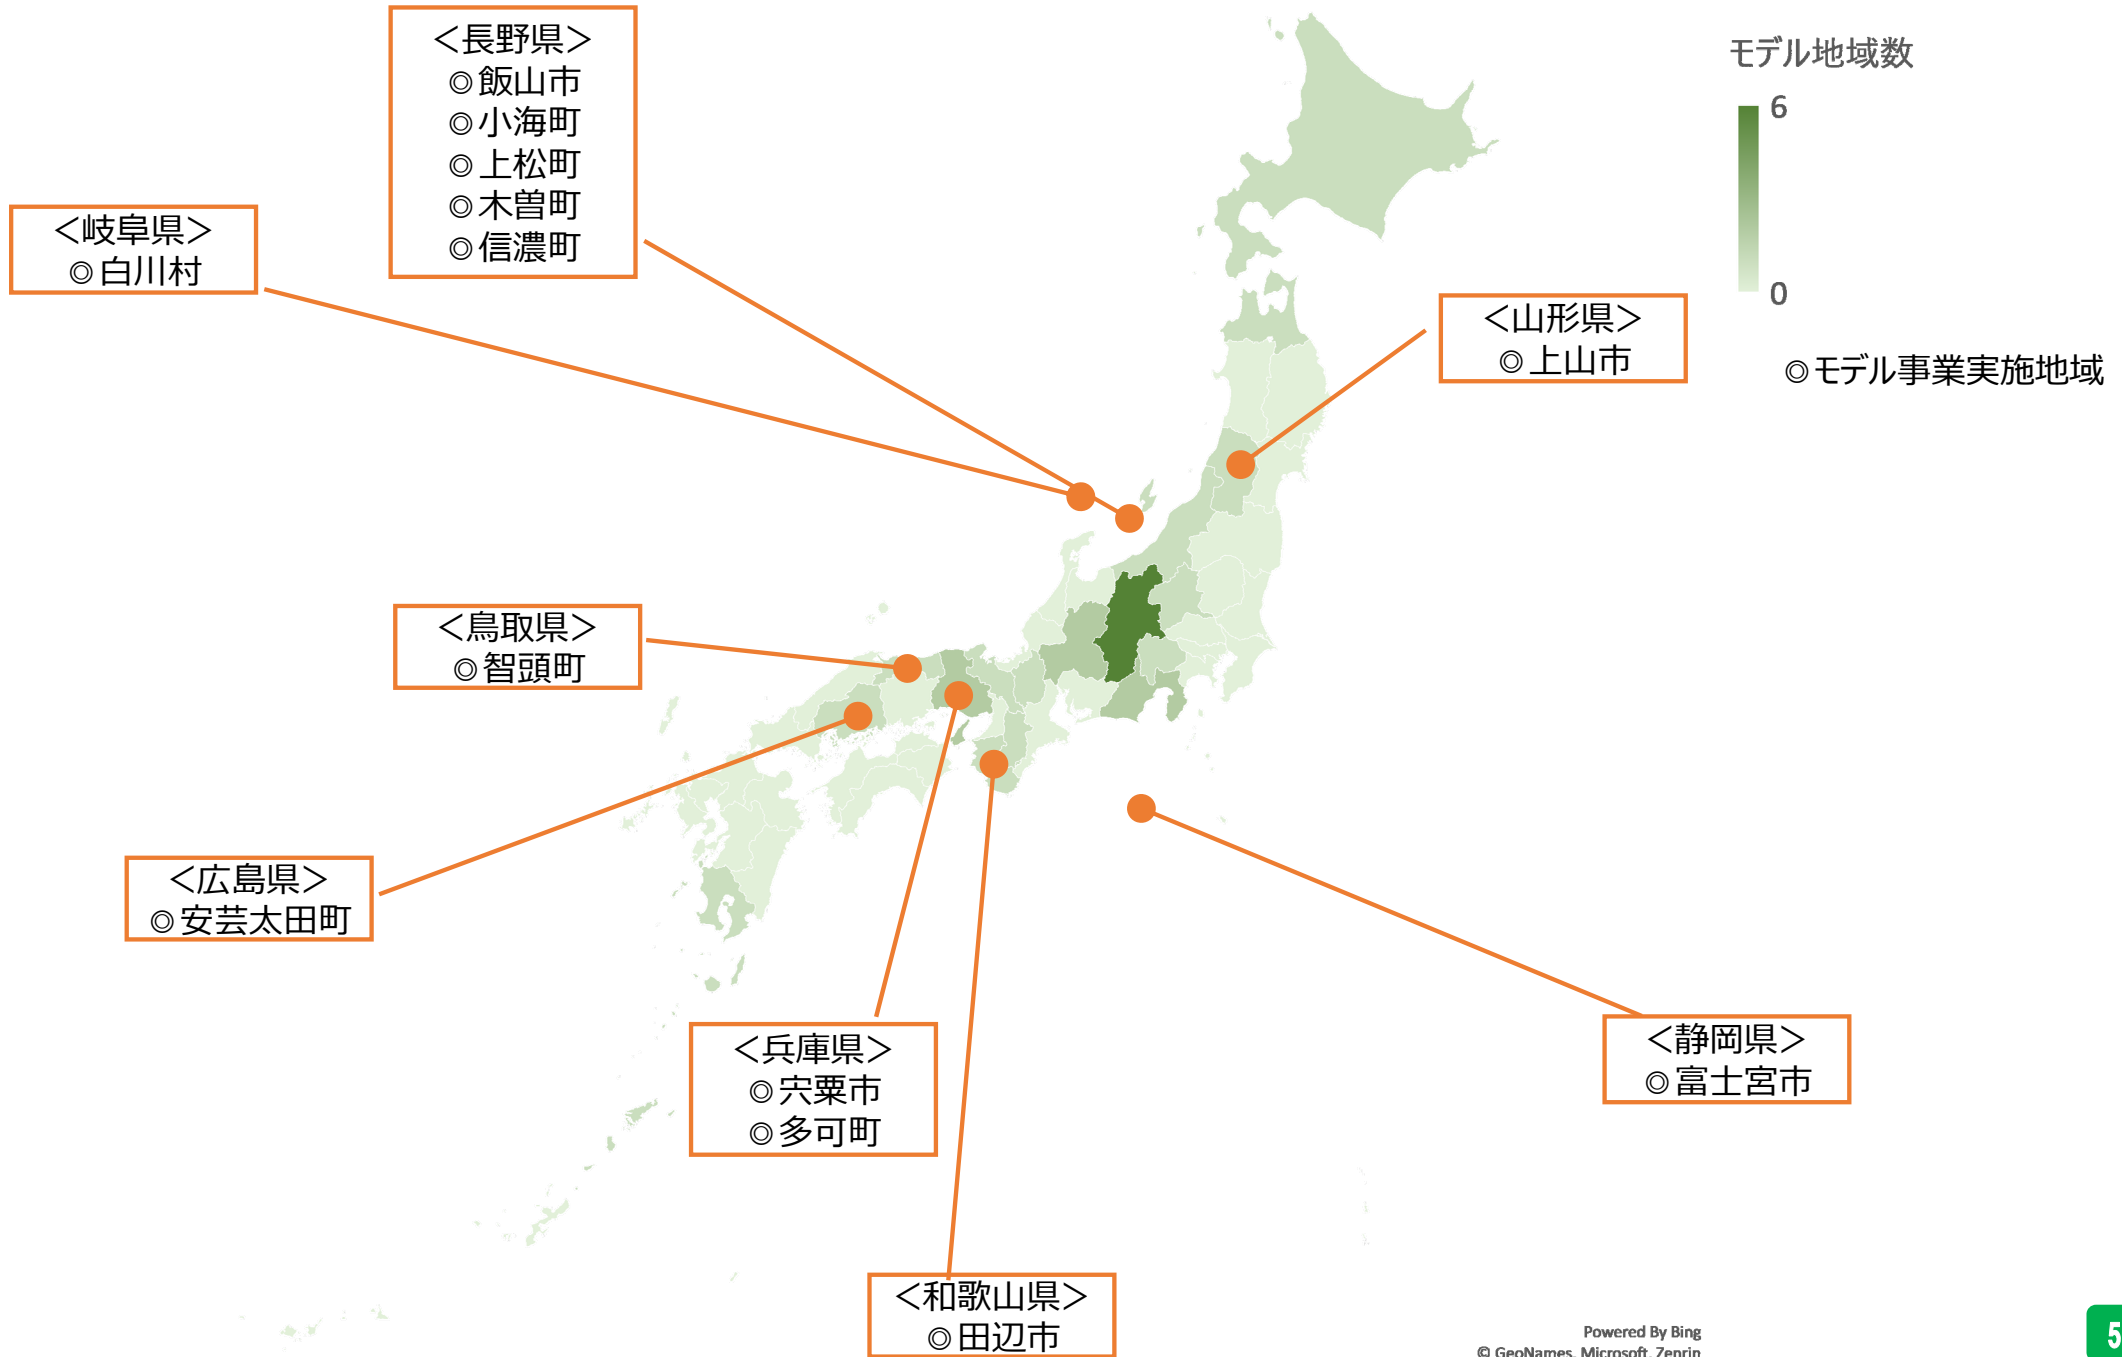 ＜長野県＞
◎飯山市
◎小海町
◎上松町
◎木曽町
◎信濃町
モデル地域数
6
0
＜岐阜県＞
◎白川村
＜山形県＞
◎上山市
◎モデル事業実施地域
＜鳥取県＞
◎智頭町
＜広島県＞
◎安芸太田町
＜兵庫県＞
◎宍粟市
◎多可町
＜静岡県＞
◎富士宮市
＜和歌山県＞
◎田辺市
Powered By Bing
© GeoNames, Microsoft, Zenrin
5